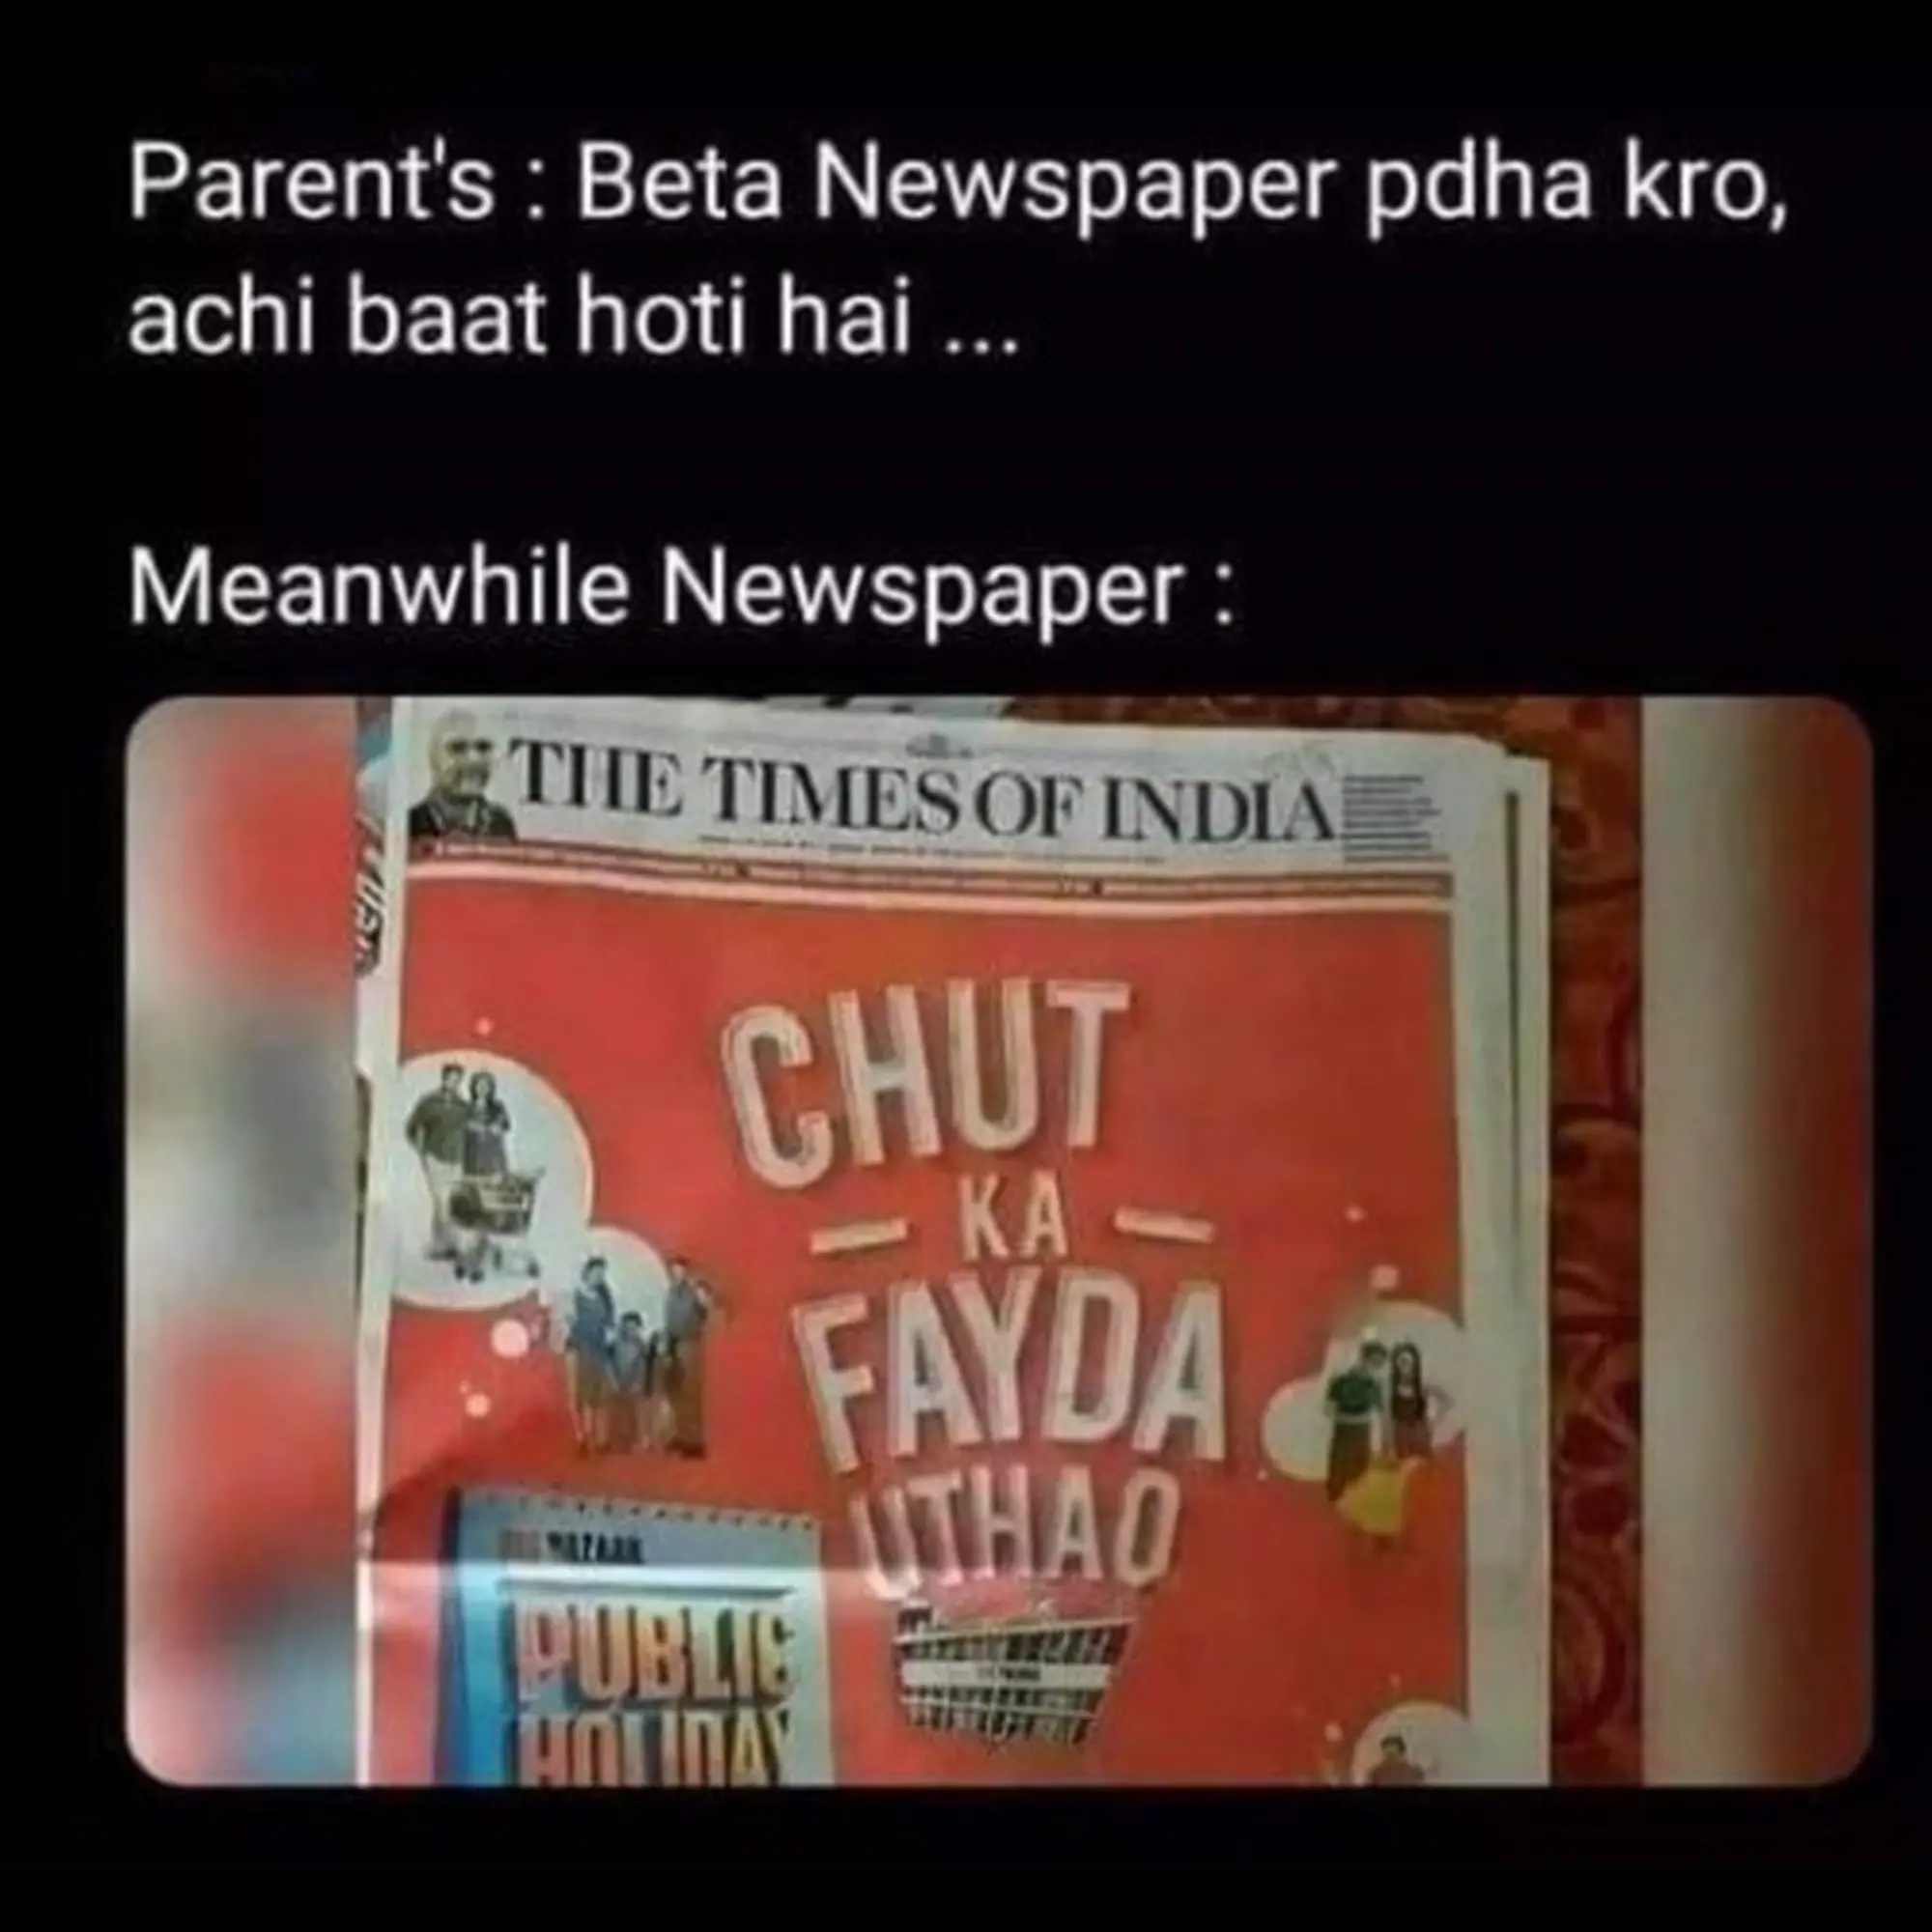 Parent's : Beta Newspaper pdha kro,
achi baat hoti hai ...
Meanwhile Newspaper :
THE TIMES OF INDIA
CHUT
KA
FAYDA
UTHAO
BAZAAR
PUBLIC
HOLIDAY